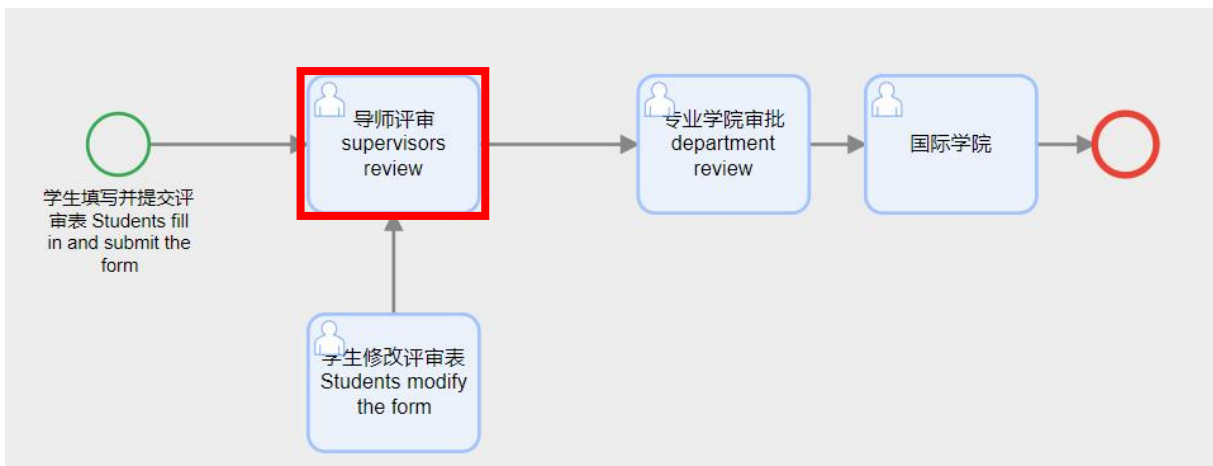 学生填写并提交评
审表 Students fill
in and submit the
form
导师评审
supervisors
review
专业学院审批
department
review
国际学院
学生修改评审表
Students modify
the form